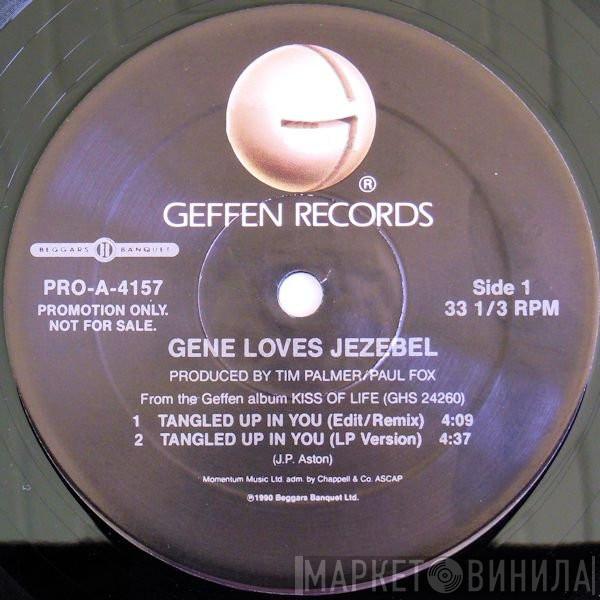 ®
GEFFEN RECORDS
BEGGARS BANQUET
PRO-A-4157
PROMOTION ONLY.
NOT FOR SALE.
Side 1
33 1/3 RPM
GENE LOVES JEZEBEL
PRODUCED BY TIM PALMER/PAUL FOX
From the Geffen album KISS OF LIFE (GHS 24260)
1 TANGLED UP IN YOU (Edit/Remix) 4:09
2 TANGLED UP IN YOU (LP Version) 4:37
(J.P. Aston)
Momentum Music Ltd. adm. by Chappell & Co. ASCAP
℗1990 Beggars Banquet Ltd.
МАРКЕТ ВИНИЛА